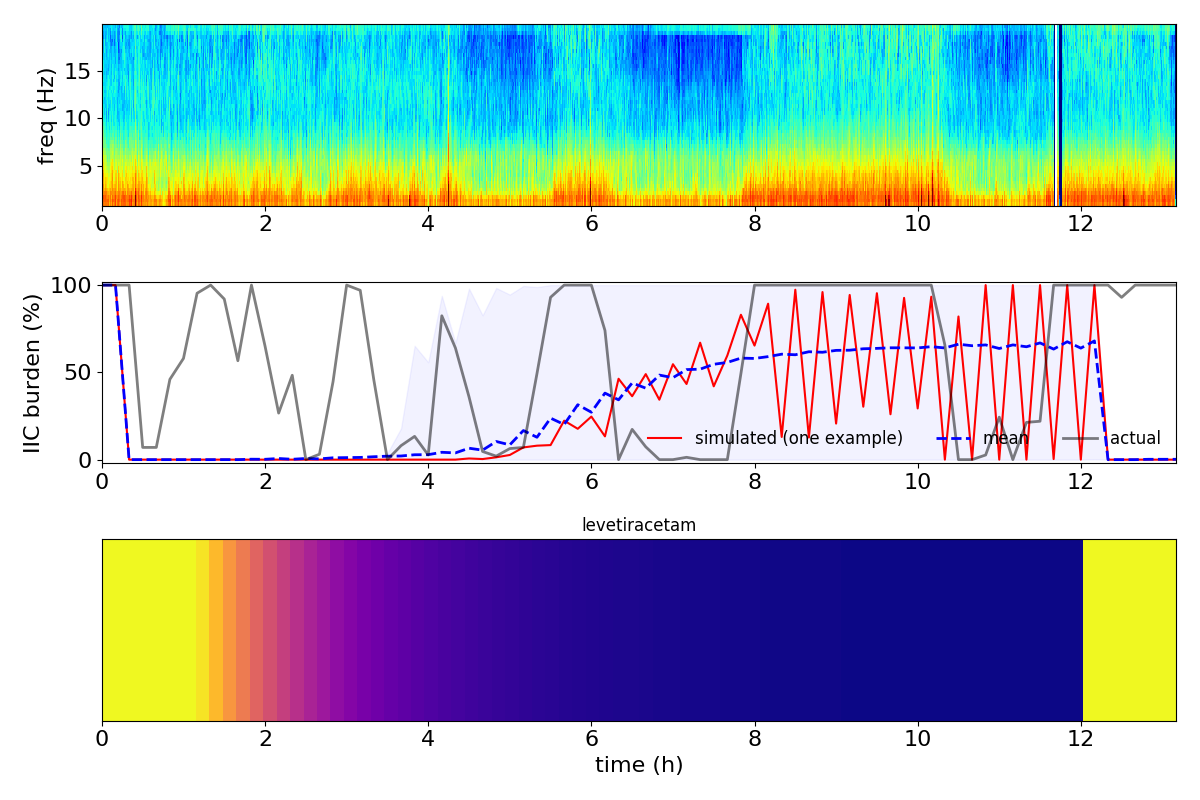 freq (Hz)
15
10
5
0 2 4 6 8 10 12
IIC burden (%)
100
50
0
simulated (one example) mean actual
0 2 4 6 8 10 12
levetiracetam
0 2 4 6 8 10 12
time (h)